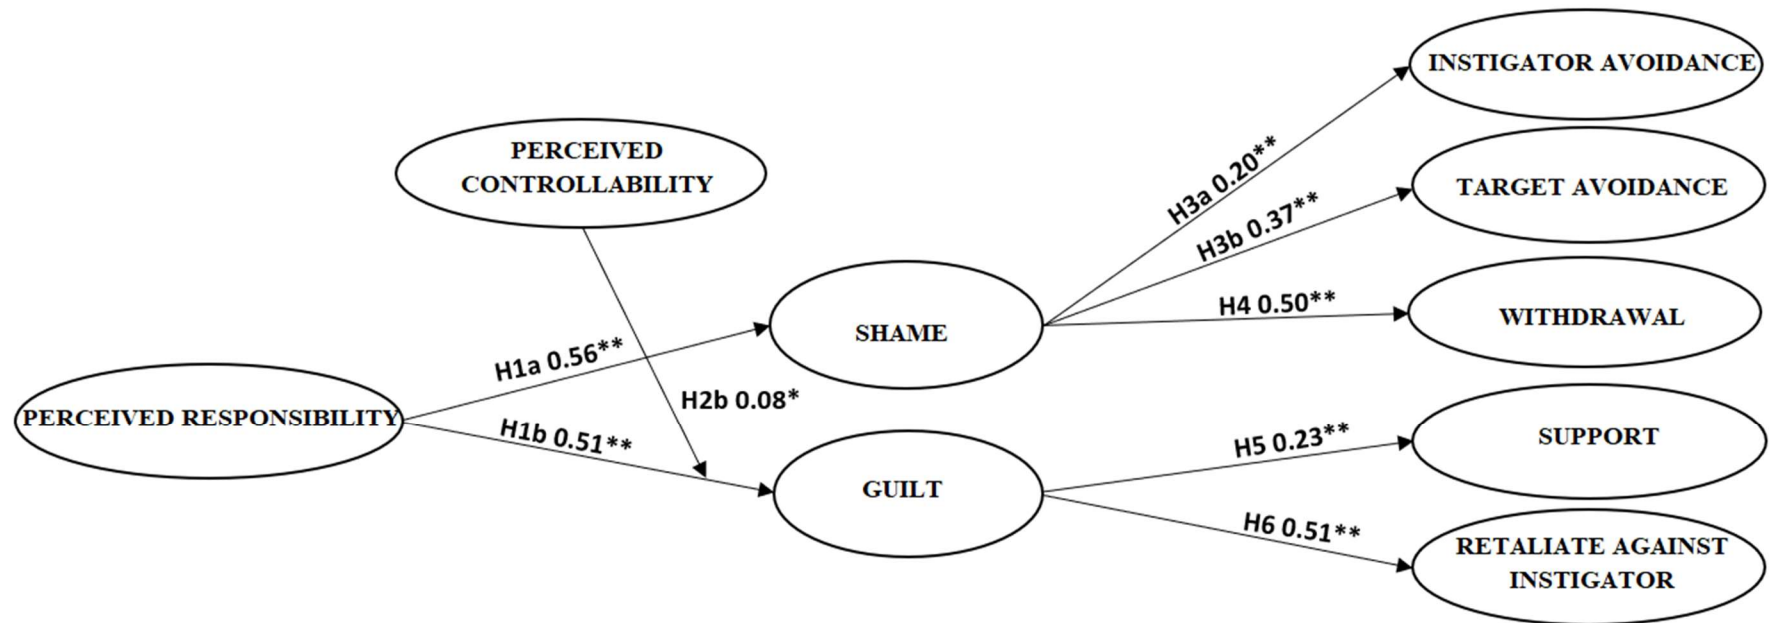 INSTIGATOR AVOIDANCE
PERCEIVED
CONTROLLABILITY
H3a 0.20**
TARGET AVOIDANCE
H3b 0.37**
H4 0.50**
WITHDRAWAL
SHAME
H1a 0.56**
H2b 0.08*
PERCEIVED RESPONSIBILITY
H1b 0.51**
H5 0.23**
SUPPORT
GUILT
H6 0.51**
RETALIATE AGAINST
INSTIGATOR